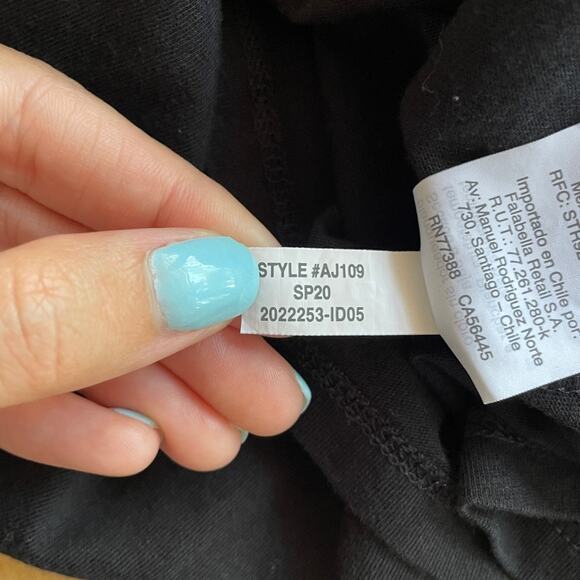 STYLE #AJ109
SP20
2022253-ID05
RFC: STRE
Importado en Chile por:
Falabella Retail S.A.
R.U.T.: 77.261.280-K
Av. Manuel Rodriguez Norte
730, Santiago - Chile
RN77388 CA56445